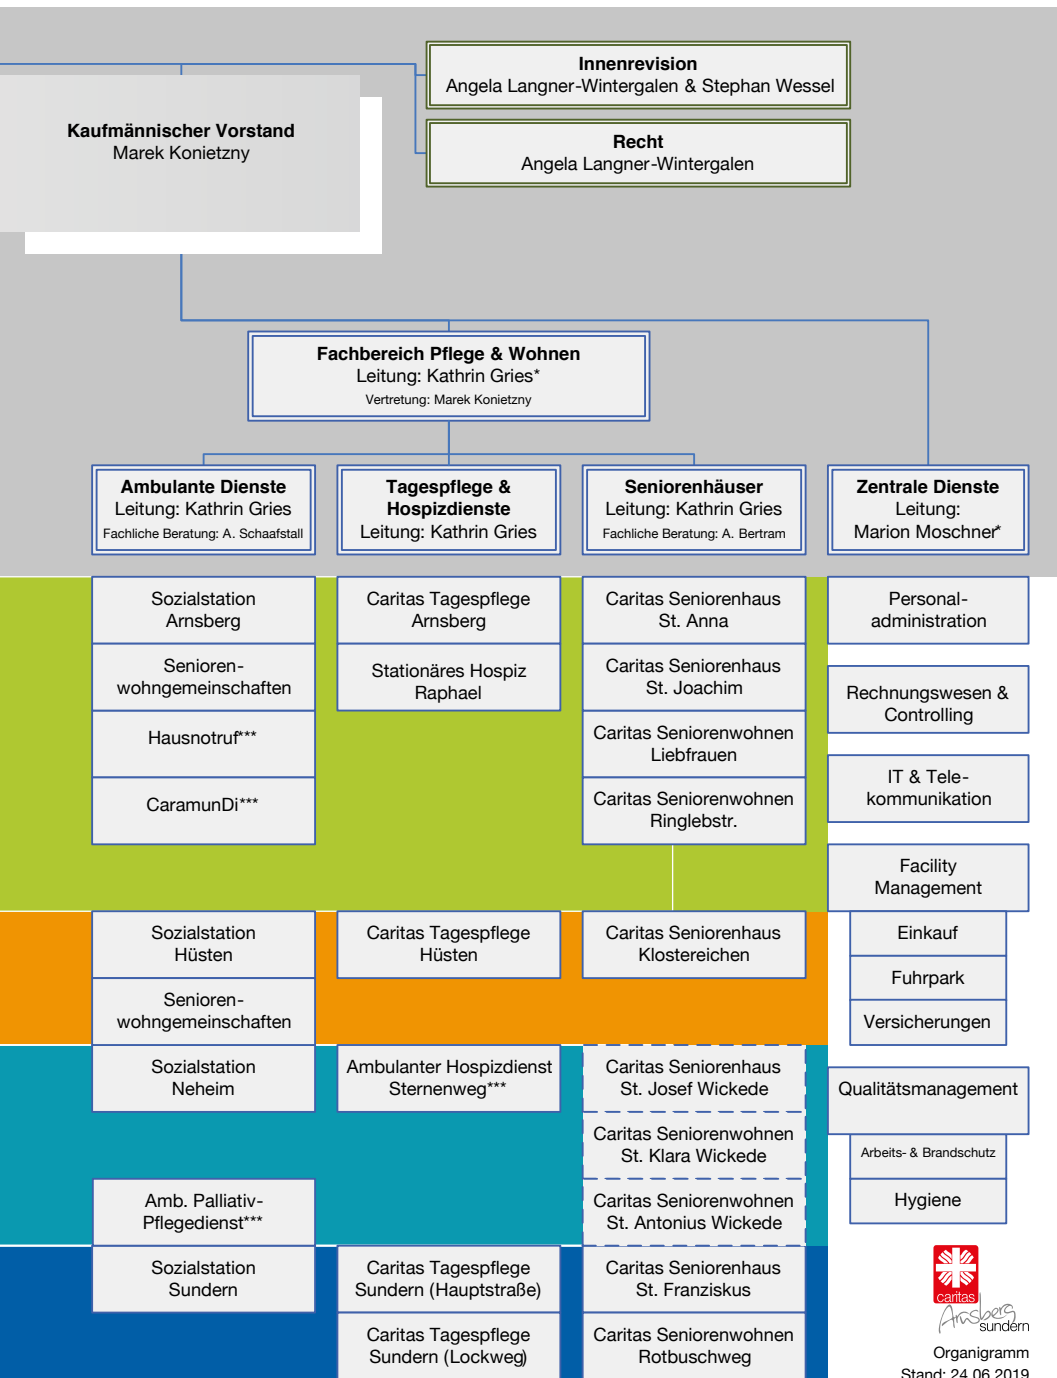 Innenrevision
Angela Langner-Wintergalen & Stephan Wessel
Kaufmännischer Vorstand
Marek Konietzny
Recht
Angela Langner-Wintergalen
Fachbereich Pflege & Wohnen
Leitung: Kathrin Gries*
Vertretung: Marek Konietzny
Ambulante Dienste
Leitung: Kathrin Gries
Fachliche Beratung: A. Schaafstall
Tagespflege &
Hospizdienste
Leitung: Kathrin Gries
Seniorenhäuser
Leitung: Kathrin Gries
Fachliche Beratung: A. Bertram
Zentrale Dienste
Leitung:
Marion Moschner*
Sozialstation
Arnsberg
Senioren-
wohngemeinschaften
Hausnotruf***
CaramunDi***
Sozialstation
Hüsten
Senioren-
wohngemeinschaften
Sozialstation
Neheim
Amb. Palliativ-
Pflegedienst***
Sozialstation
Sundern
Caritas Tagespflege
Arnsberg
Stationäres Hospiz
Raphael
Caritas Tagespflege
Hüsten
Ambulanter Hospizdienst
Sternenweg***
Caritas Tagespflege
Sundern (Hauptstraße)
Caritas Tagespflege
Sundern (Lockweg)
Caritas Seniorenhaus
St. Anna
Caritas Seniorenhaus
St. Joachim
Caritas Seniorenwohnen
Liebfrauen
Caritas Seniorenwohnen
Ringlebstr.
Caritas Seniorenhaus
Klostereichen
Caritas Seniorenhaus
St. Josef Wickede
Caritas Seniorenwohnen
St. Klara Wickede
Caritas Seniorenwohnen
St. Antonius Wickede
Caritas Seniorenhaus
St. Franziskus
Caritas Seniorenwohnen
Rotbuschweg
Personal-
administration
Rechnungswesen &
Controlling
IT & Tele-
kommunikation
Facility
Management
Einkauf
Fuhrpark
Versicherungen
Qualitätsmanagement
Arbeits- & Brandschutz
Hygiene
caritas
Arnsberg
sundern
Organigramm
Stand: 24.06.2019